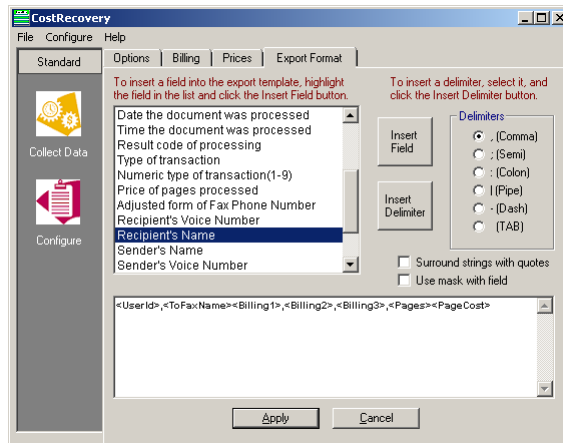 CostRecovery
File Configure Help
Standard
Options Billing Prices Export Format
To insert a field into the export template, highlight
the field in the list and click the Insert Field button.
To insert a delimiter, select it, and
click the Insert Delimiter button.
Date the document was processed
Time the document was processed
Result code of processing
Type of transaction
Numeric type of transaction(1-9)
Price of pages processed
Adjusted form of Fax Phone Number
Recipient's Voice Number
Recipient's Name
Sender's Name
Sender's Voice Number
Insert
Field
Insert
Delimiter
Delimiters
, (Comma)
; (Semi)
: (Colon)
| (Pipe)
- (Dash)
(TAB)
Collect Data
Configure
Surround strings with quotes
Use mask with field
<UserId>,<ToFaxName><Billing1>,<Billing2>,<Billing3>,<Pages><PageCost>
Apply Cancel